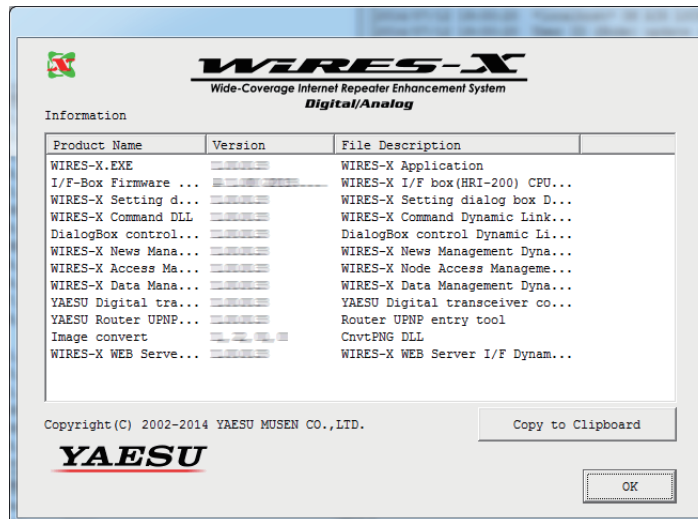 WiRES-X
Wide-Coverage Internet Repeater Enhancement System
Digital/Analog
Information
Product Name Version File Description
WIRES-X.EXE WIRES-X Application
I/F-Box Firmware ... WIRES-X I/F box(HRI-200) CPU...
WIRES-X Setting d... WIRES-X Setting dialog box D...
WIRES-X Command DLL WIRES-X Command Dynamic Link...
DialogBox control... DialogBox control Dynamic Li...
WIRES-X News Mana... WIRES-X News Management Dyna...
WIRES-X Access Ma... WIRES-X Node Access Manageme...
WIRES-X Data Mana... WIRES-X Data Management Dyna...
YAESU Digital tra... YAESU Digital transceiver co...
YAESU Router UPNP... Router UPNP entry tool
Image convert CnvtPNG DLL
WIRES-X WEB Serve... WIRES-X WEB Server I/F Dynam...
Copyright(C) 2002-2014 YAESU MUSEN CO.,LTD.
Copy to Clipboard
YAESU
OK